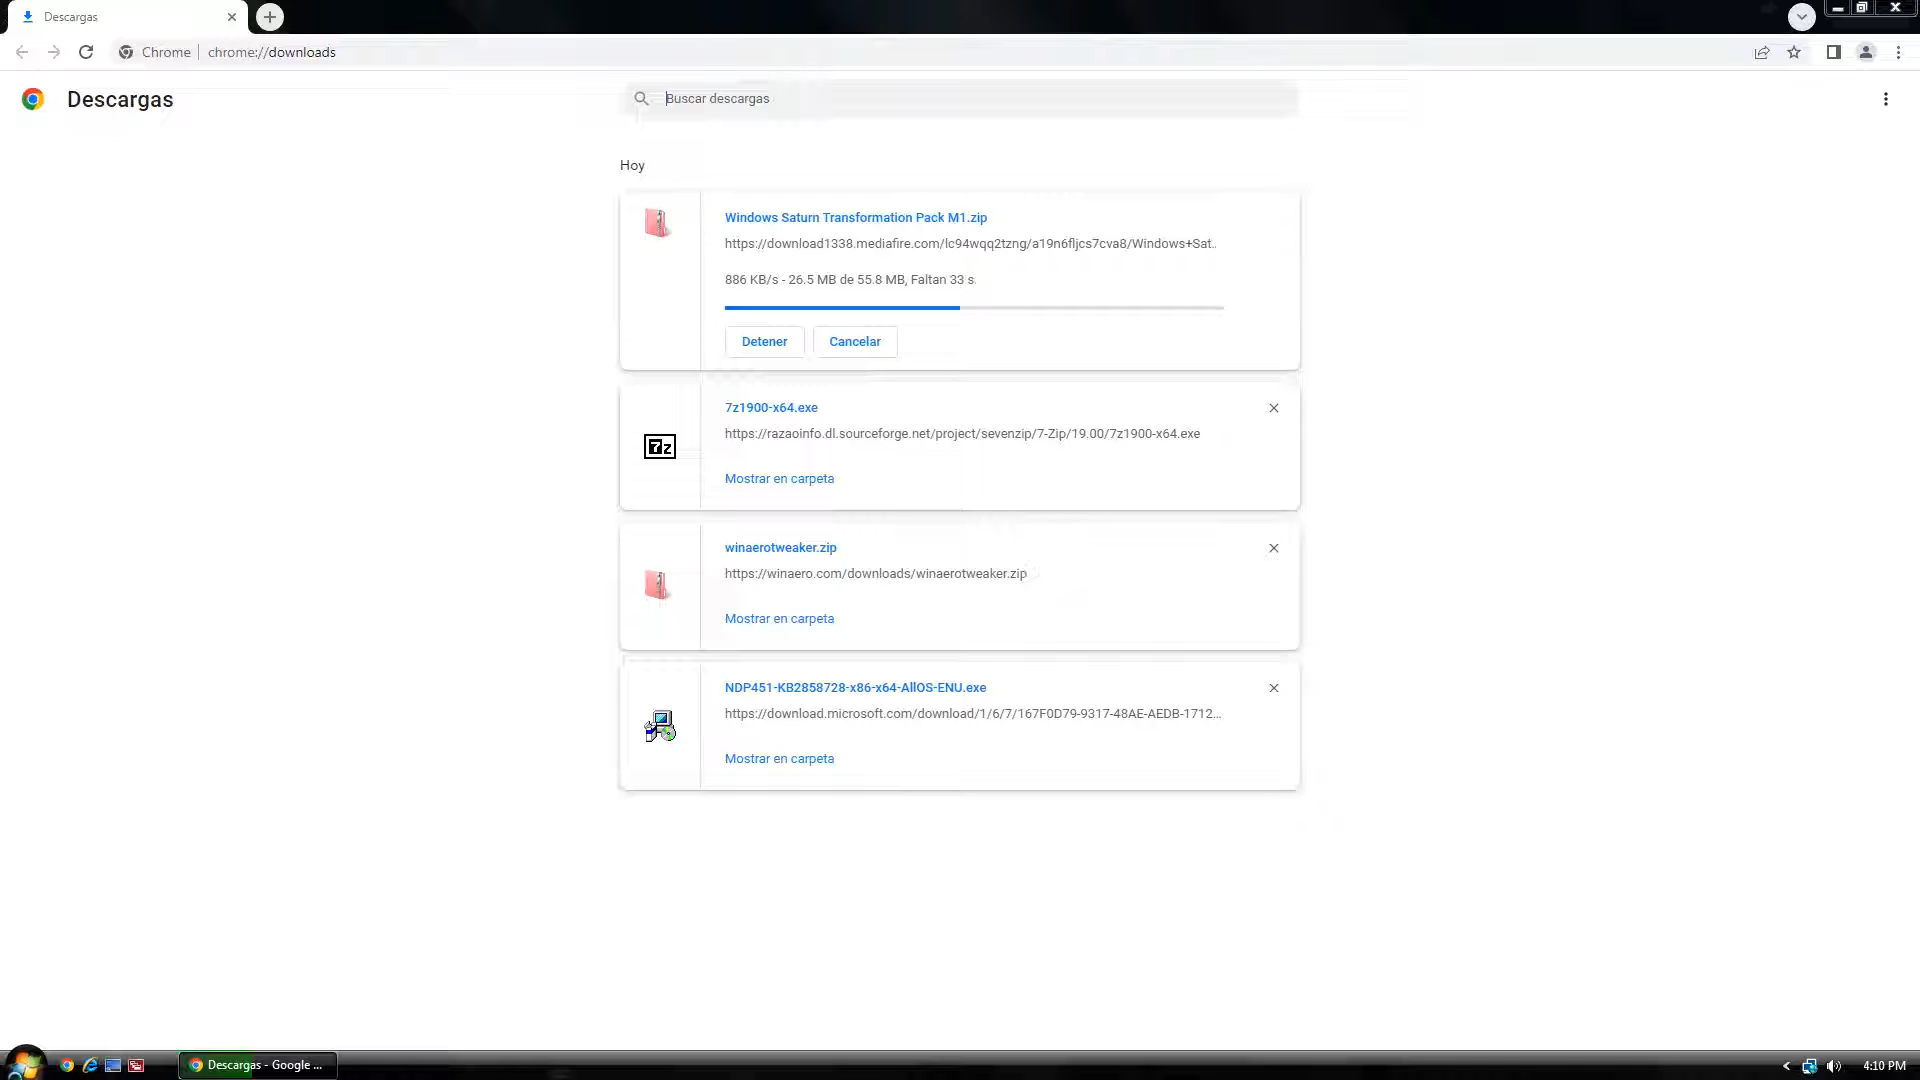 Descargas
Chrome
chrome://downloads
Descargas
Buscar descargas
Hoy
Windows Saturn Transformation Pack M1.zip
https://download1338.mediafire.com/lc94wqq2tzng/a19n6fljcs7cva8/Windows+Sat..
886 KB/s - 26.5 MB de 55.8 MB, Faltan 33 s.
Detener
Cancelar
7z1900-x64.exe
https://razaoinfo.dl.sourceforge.net/project/sevenzip/7-Zip/19.00/7z1900-x64.exe
7z
Mostrar en carpeta
winaerotweaker.zip
https://winaero.com/downloads/winaerotweaker.zip
Mostrar en carpeta
NDP451-KB2858728-x86-x64-AllOS-ENU.exe
https://download.microsoft.com/download/1/6/7/167F0D79-9317-48AE-AEDB-1712...
Mostrar en carpeta
Descargas - Google ...
4:10 PM